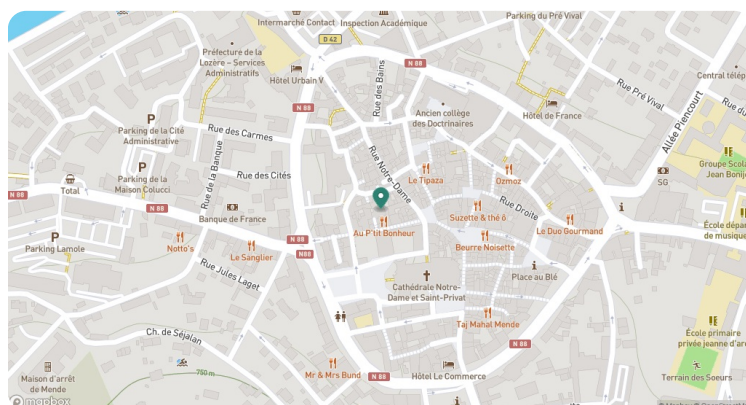 Intermarché Contact
Inspection Académique
Parking du Pré Vival
D 42
N 88
Préfecture de la
Lozère – Services
Administratifs
Hôtel Urbain V
Rue des Bains
Central télép
Rue Pré Vival
Rue du
N 88
Ancien collège
des Doctrinaires
Hôtel de France
Allée Piencourt
Parking de la Cité
Administrative
Rue des Carmes
N 88
Rue Notre-Dame
Groupe Scola
Jean Bonije
Total
Parking de la
Maison Colucci
Rue de la Banque
Rue des Cités
Le Tipaza
Ozmoz
SG
N 88
Banque de France
Rue Droite
Suzette & thé ô
Au P'tit Bonheur
Le Duo Gourmand
École dépar
de musique
Parking Lamole
Notto's
Le Sanglier
N88
Beurre Noisette
Rue Jules Laget
Cathédrale Notre-
Dame et Saint-Privat
Place au Blé
Taj Mahal Mende
Ch. de Séjalan
École primaire
privée jeanne d'arc
N 88
750 m
Maison d'arrêt
de Mende
Mr & Mrs Bund
N 88
Hôtel Le Commerce
Terrain des Soeurs
mapbox